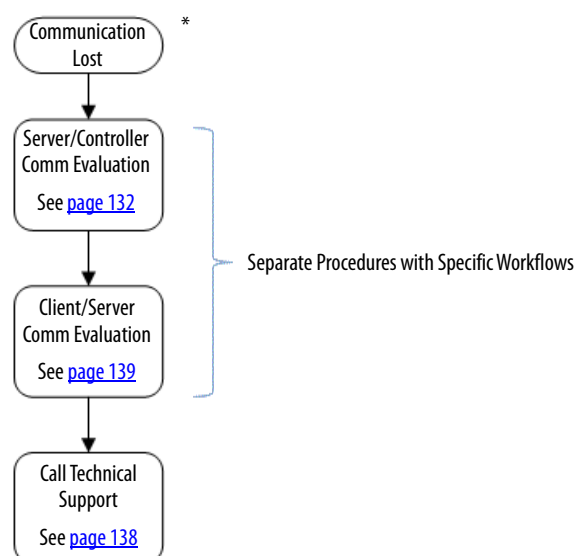 Communication
Lost
*
Server/Controller
Comm Evaluation
See page 132
Separate Procedures with Specific Workflows
Client/Server
Comm Evaluation
See page 139
Call Technical
Support
See page 138